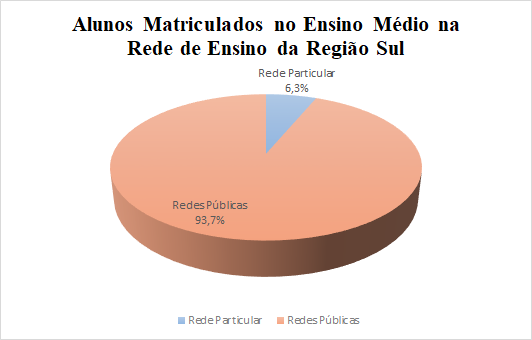 Alunos Matriculados no Ensino Médio na
Rede de Ensino da Região Sul
Rede Particular
6,3%
Redes Públicas
93,7%
Rede Particular
Redes Públicas